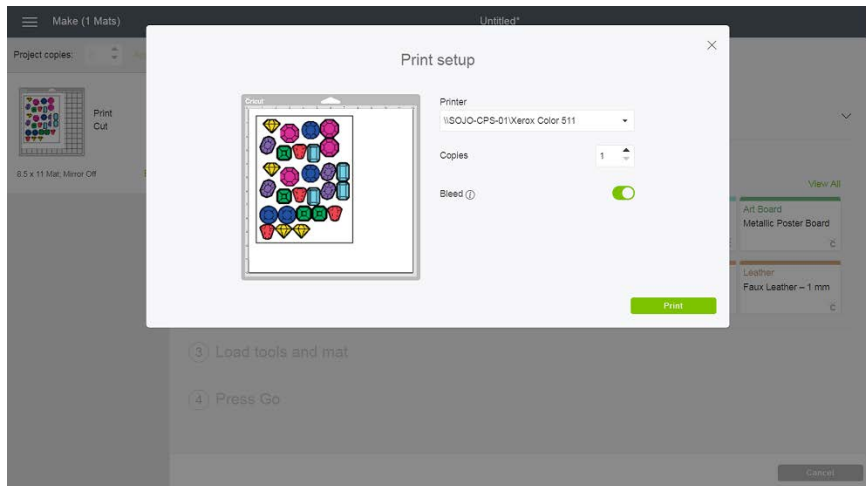 Make (1 Mats)
Untitled*
Project copies:
Print
Cut
8.5 x 11 Mat, Mirror Off
Print setup
Cricut
Printer
\\SOJO-CPS-01\Xerox Color 511
Copies
1
Bleed
Print
View All
Art Board
Metallic Poster Board
Leather
Faux Leather – 1 mm
3 Load tools and mat
4 Press Go
Cancel